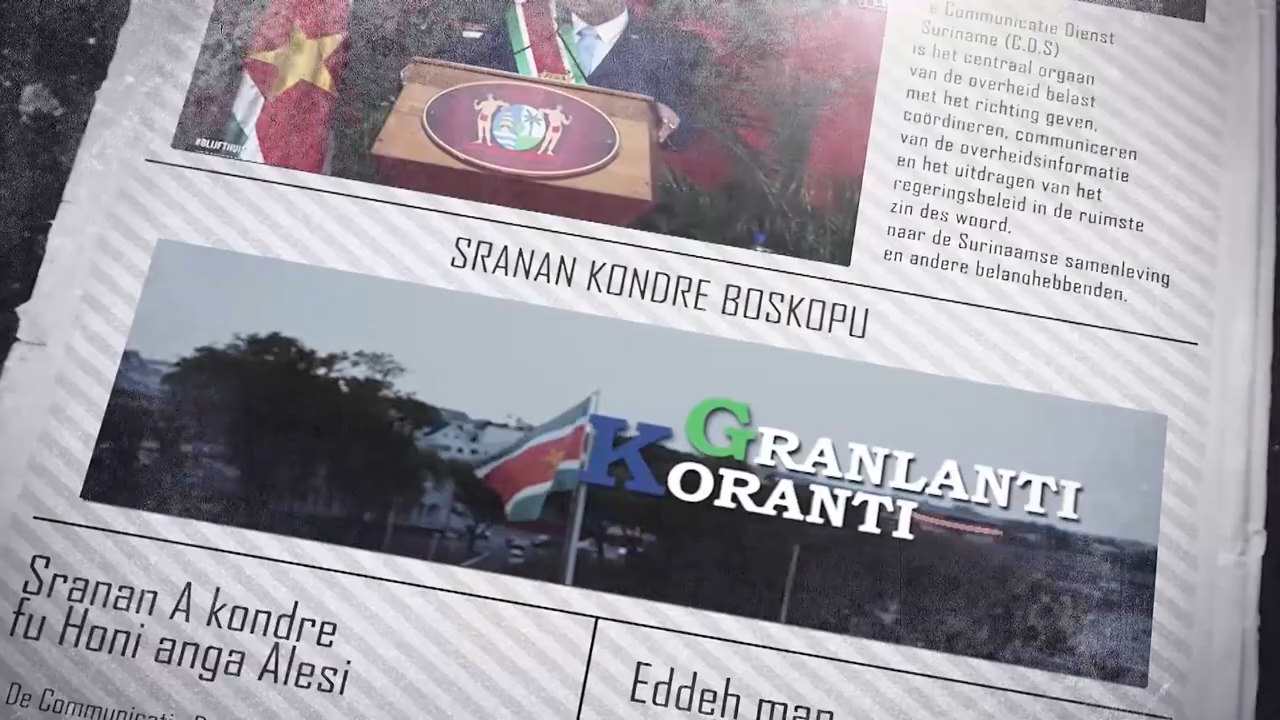 e Communicatie Dienst
Suriname (C.D.S)
is het centraal orgaan
van de overheid belast
met het richting geven,
coördineren, communiceren
van de overheidsinformatie
en het uitdragen van het
regeringsbeleid in de ruimste
zin des woord.
naar de Surinaamse samenleving
en andere belanghebbenden.
SRANAN KONDRE BOSKOPU
GRANLANTI
KORANTI
Sranan A kondre
fu Honi anga Alesi
De
Eddeh man